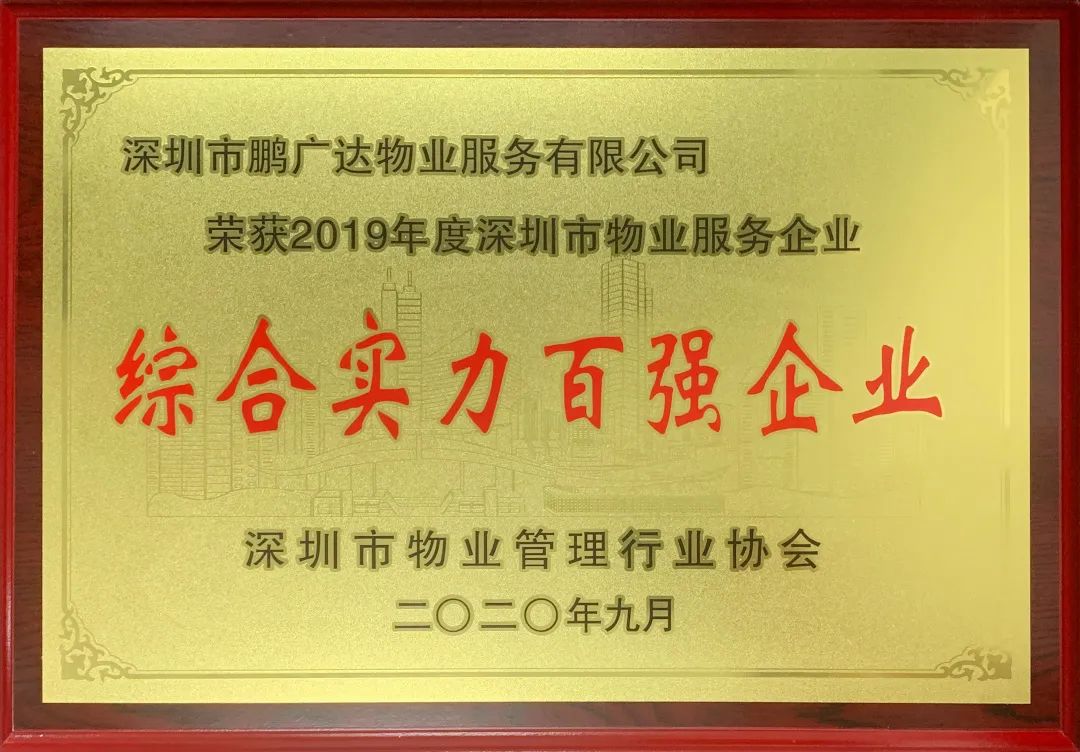 深圳市鹏广达物业服务有限公司
荣获2019年度深圳市物业服务企业
综合实力百强企业
深圳市物业管理行业协会
二〇二〇年九月